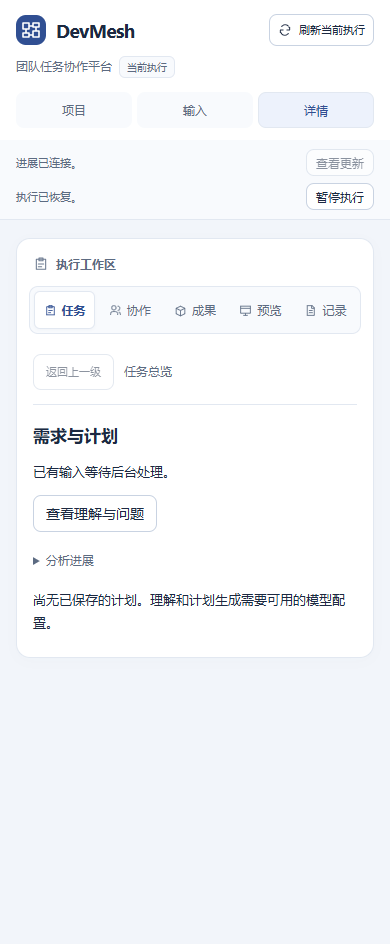 DevMesh
刷新当前执行
团队任务协作平台
当前执行
项目
输入
详情
进展已连接。
查看更新
执行已恢复。
暂停执行
执行工作区
任务
协作
成果
预览
记录
返回上一级
任务总览
需求与计划
已有输入等待后台处理。
查看理解与问题
分析进展
尚无已保存的计划。理解和计划生成需要可用的模型配
置。